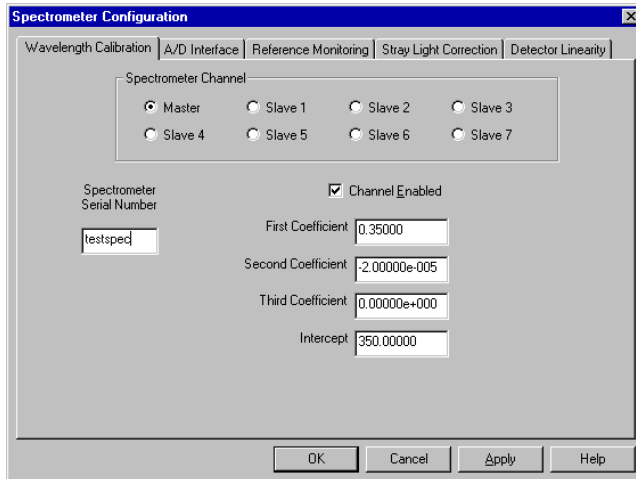 Spectrometer Configuration
Wavelength Calibration A/D Interface Reference Monitoring Stray Light Correction Detector Linearity
Spectrometer Channel
Master Slave 1 Slave 2 Slave 3
Slave 4 Slave 5 Slave 6 Slave 7
Spectrometer
Serial Number
testspec
Channel Enabled
First Coefficient 0.35000
Second Coefficient -2.00000e-005
Third Coefficient 0.00000e+000
Intercept 350.00000
OK Cancel Apply Help